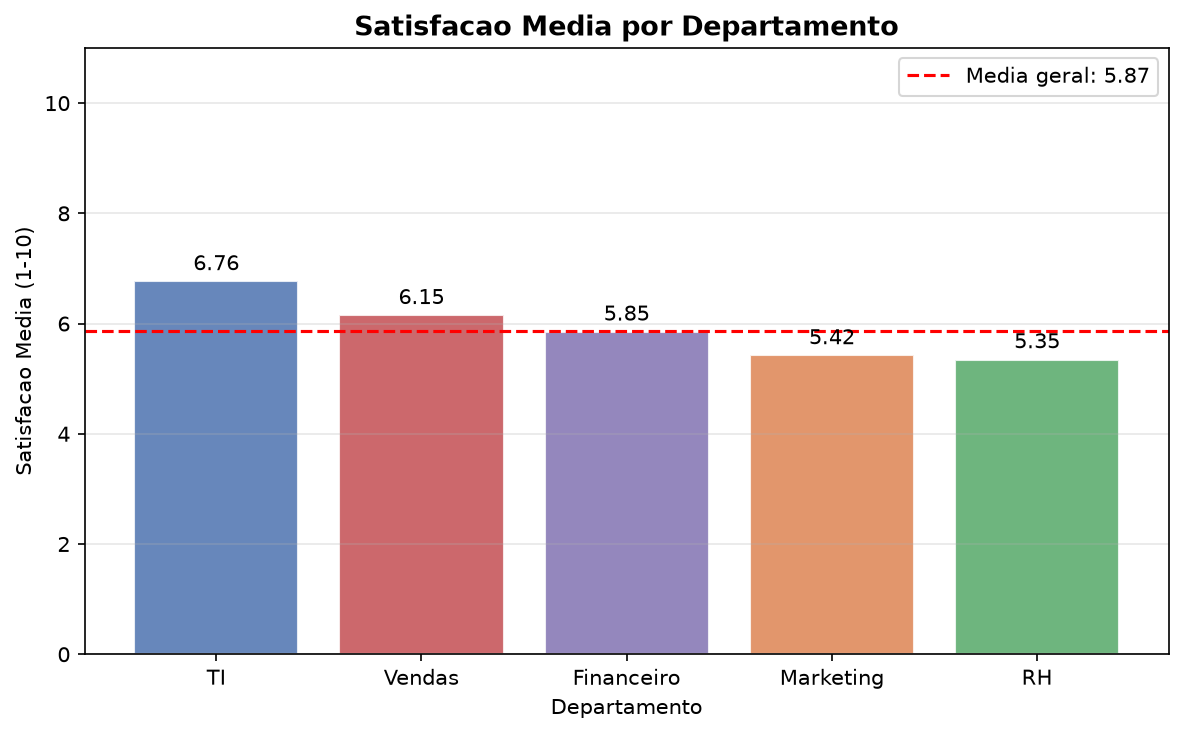 Satisfacao Media por Departamento
Media geral: 5.87
Satisfacao Media (1-10)
10
8
6
4
2
0
6.76
6.15
5.85
5.42
5.35
TI
Vendas
Financeiro
Marketing
RH
Departamento